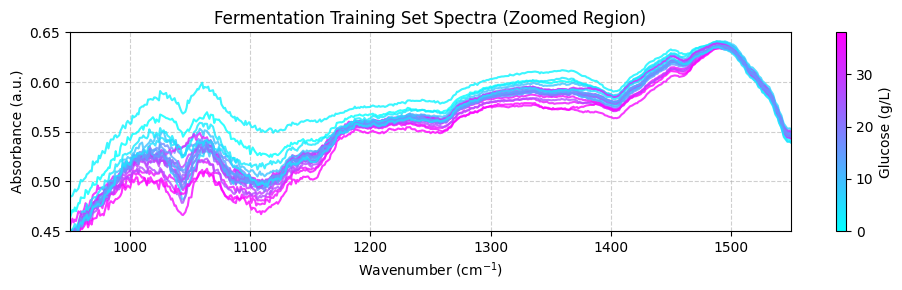 Fermentation Training Set Spectra (Zoomed Region)
Absorbance (a.u.)
0.65
0.60
0.55
0.50
0.45
1000 1100 1200 1300 1400 1500
Wavenumber (cm⁻¹)
30
20
10
0
Glucose (g/L)